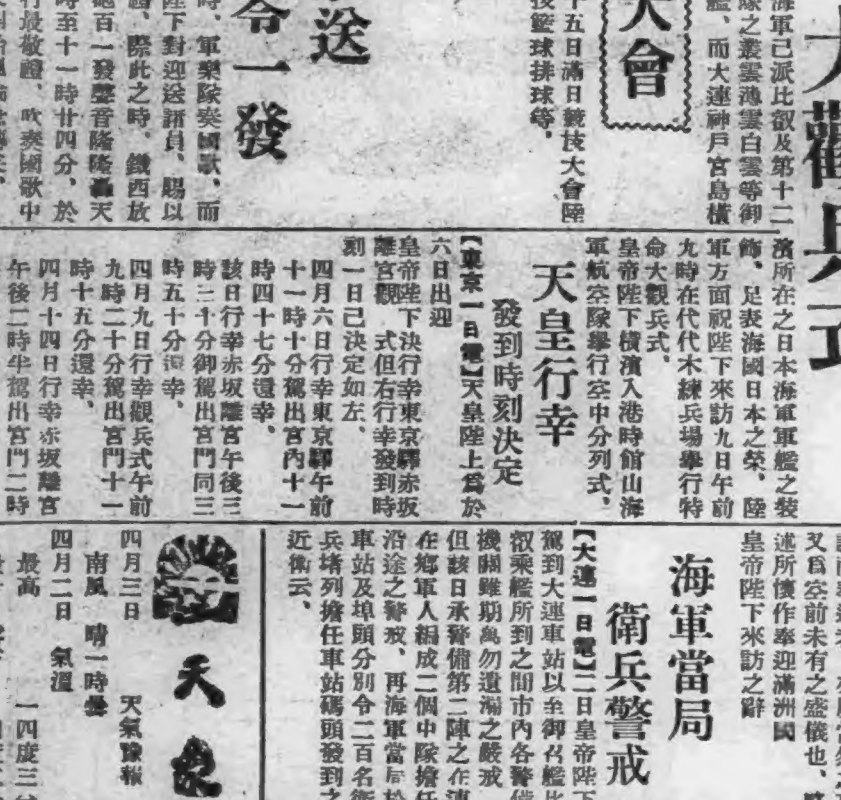 大觀兵式
海軍已派比叡及第十二
隊之叢雲薄雲白雲等御
艦、而大連神戶宮島橫
大會
十五日滿日競技大會陸
技籃球排球等、
送
令一發
時、軍樂隊奏國歌、而
陛下對迎送諸員、賜以
際此之時、鐵西放
砲百一發聲音隆隆轟天
時至十一時廿四分、於
行最敬禮、吹奏國歌中
濱所在之日本海軍軍艦之裝
飾、足表海國日本之榮、陸
軍方面祝陛下來訪九日午前
九時在代代木練兵場舉行特
命大觀兵式、
皇帝陛下橫濱入港時館山海
軍航空隊舉行空中分列式、
天皇行幸
發到時刻決定
【東京一日電】天皇陛上為於
六日出迎
皇帝陛下決行幸東京驛赤坂
離宮觀 式但右行幸發到時
刻一日已決定如左、
四月六日行幸東京驛午前
十一時十分駕出宮內十一
時四十七分還幸、
該日行幸赤坂離宮午後三
時三十分御駕出宮門同三
時五十分還幸、
四月九日行幸觀兵式午前
九時二十分駕出宮門十一
時十五分還幸、
四月十四日行幸赤坂離宮
午後二時半駕出宮門二時
又為空前未有之盛儀也、
述所懷作奉迎滿洲國
皇帝陛下來訪之辭
海軍當局
衛兵警戒
【大連一日電】二日皇帝陛下
駕到大連車站以至御召艦比
叡乘艦所到之間市內各警備
機關雖期萬勿遺漏之嚴戒
但該日承警備第二陣之在連
在鄉軍人編成二個中隊擔任
沿途之警戒、再海軍當局於
車站及埠頭分別令二百名衛
兵堵列擔任車站碼頭發到之
近衛云、
天象
四月三日 天氣豫報
南風 晴一時曇
四月二日 氣溫
最高 一四度三